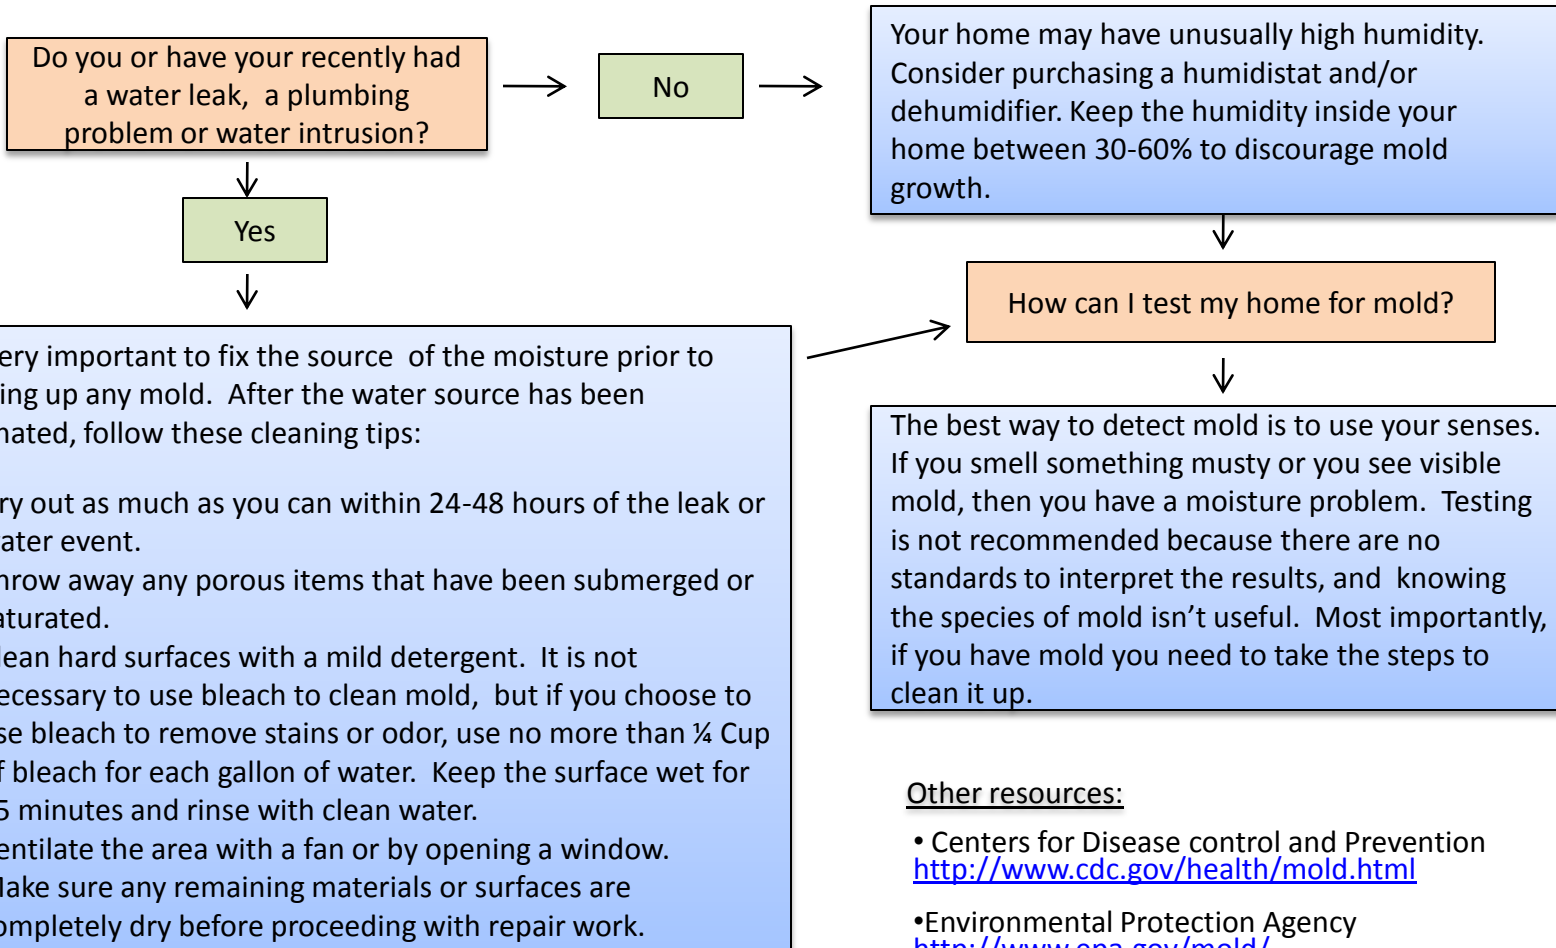 Do you or have your recently had
a water leak, a plumbing
problem or water intrusion?
No
Your home may have unusually high humidity.
Consider purchasing a humidistat and/or
dehumidifier. Keep the humidity inside your
home between 30-60% to discourage mold
growth.
Yes
How can I test my home for mold?
ery important to fix the source of the moisture prior to
ing up any mold. After the water source has been
nated, follow these cleaning tips:
ry out as much as you can within 24-48 hours of the leak or
ater event.
hrow away any porous items that have been submerged or
aturated.
lean hard surfaces with a mild detergent. It is not
ecessary to use bleach to clean mold, but if you choose to
se bleach to remove stains or odor, use no more than ¼ Cup
f bleach for each gallon of water. Keep the surface wet for
5 minutes and rinse with clean water.
entilate the area with a fan or by opening a window.
Make sure any remaining materials or surfaces are
ompletely dry before proceeding with repair work.
The best way to detect mold is to use your senses.
If you smell something musty or you see visible
mold, then you have a moisture problem. Testing
is not recommended because there are no
standards to interpret the results, and knowing
the species of mold isn’t useful. Most importantly,
if you have mold you need to take the steps to
clean it up.
Other resources:
• Centers for Disease control and Prevention
http://www.cdc.gov/health/mold.html
•Environmental Protection Agency
http://www.epa.gov/mold/